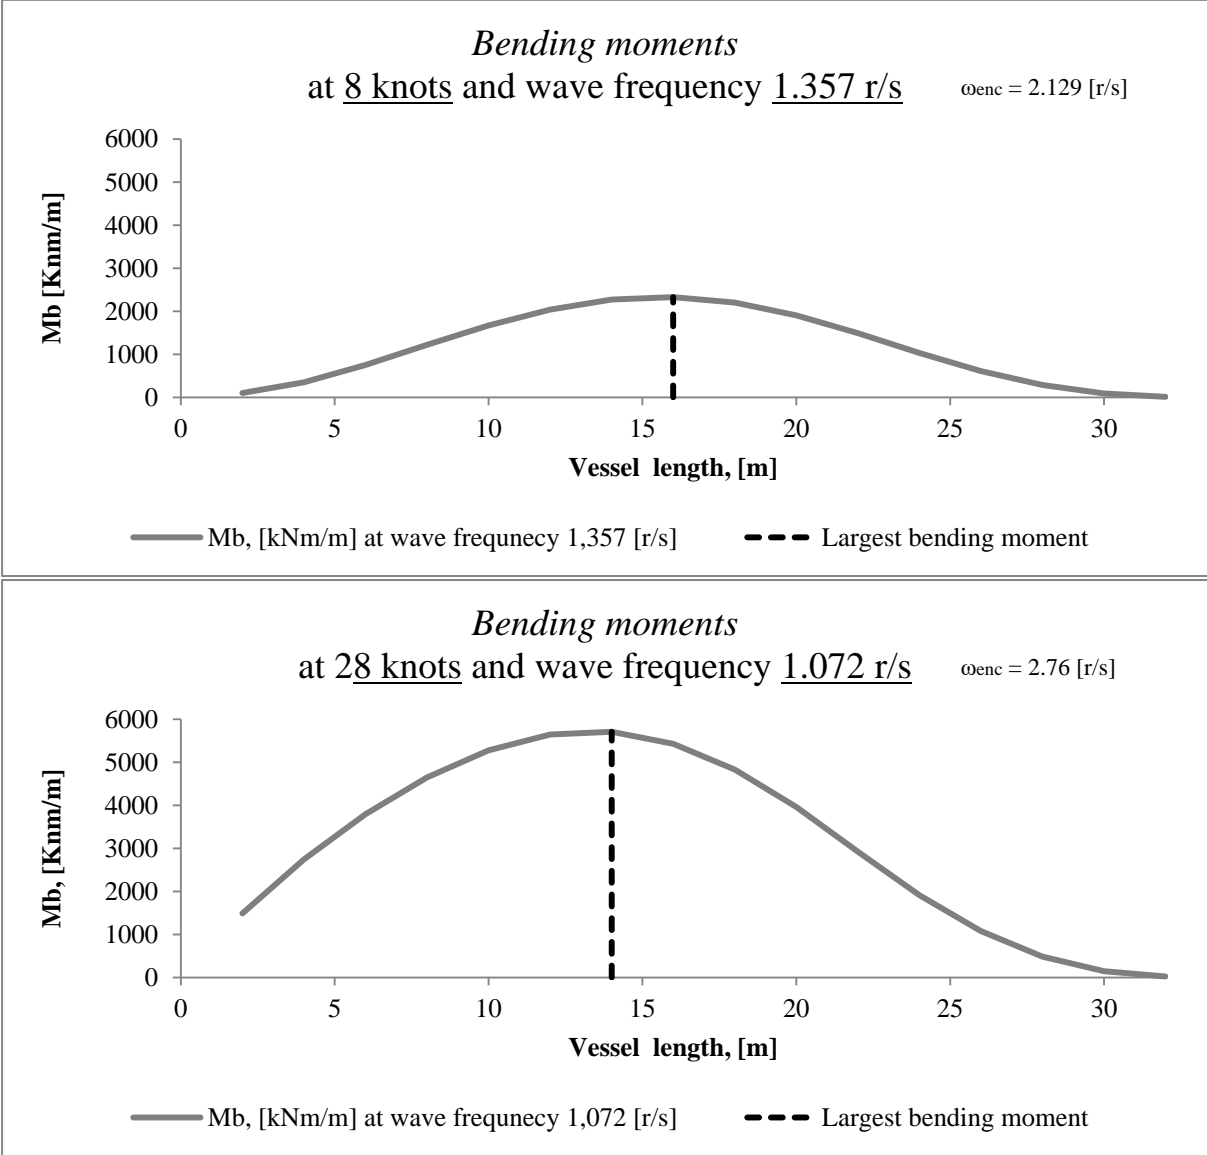 Bending moments
at 8 knots and wave frequency 1.357 r/s
ωenc = 2.129 [r/s]
6000
5000
4000
3000
2000
1000
0
Mb [Knm/m]
0 5 10 15 20 25 30
Vessel length, [m]
Mb, [kNm/m] at wave frequnecy 1,357 [r/s] Largest bending moment
Bending moments
at 28 knots and wave frequency 1.072 r/s
ωenc = 2.76 [r/s]
6000
5000
4000
3000
2000
1000
0
Mb, [Knm/m]
0 5 10 15 20 25 30
Vessel length, [m]
Mb, [kNm/m] at wave frequnecy 1,072 [r/s] Largest bending moment